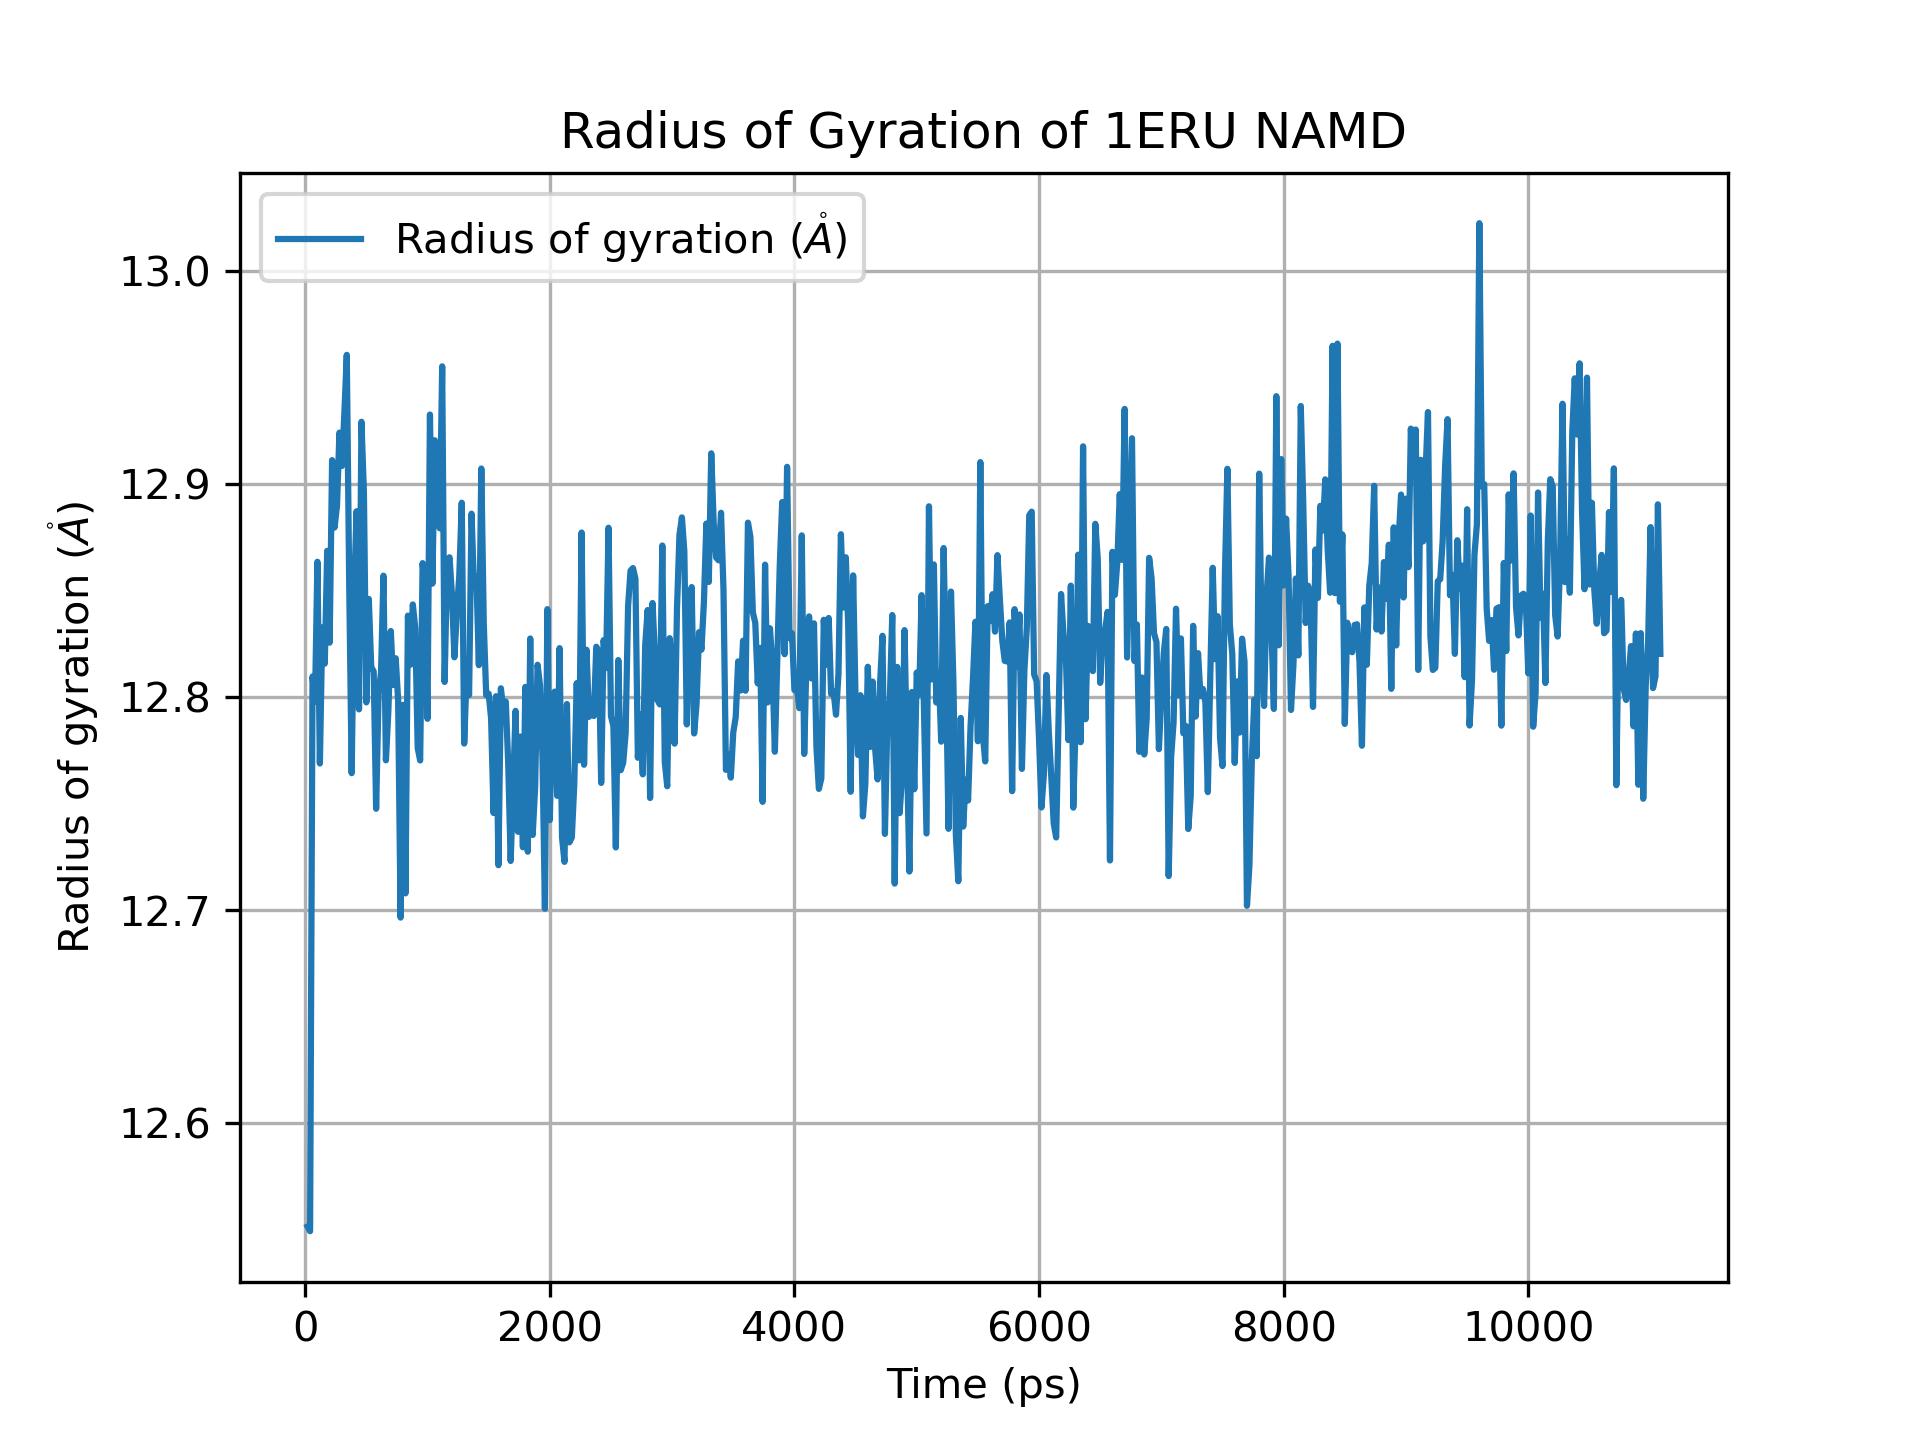 Radius of Gyration of 1ERU NAMD
Radius of gyration (Å)
13.0
12.9
12.8
12.7
12.6
Radius of gyration (Å)
0 2000 4000 6000 8000 10000
Time (ps)